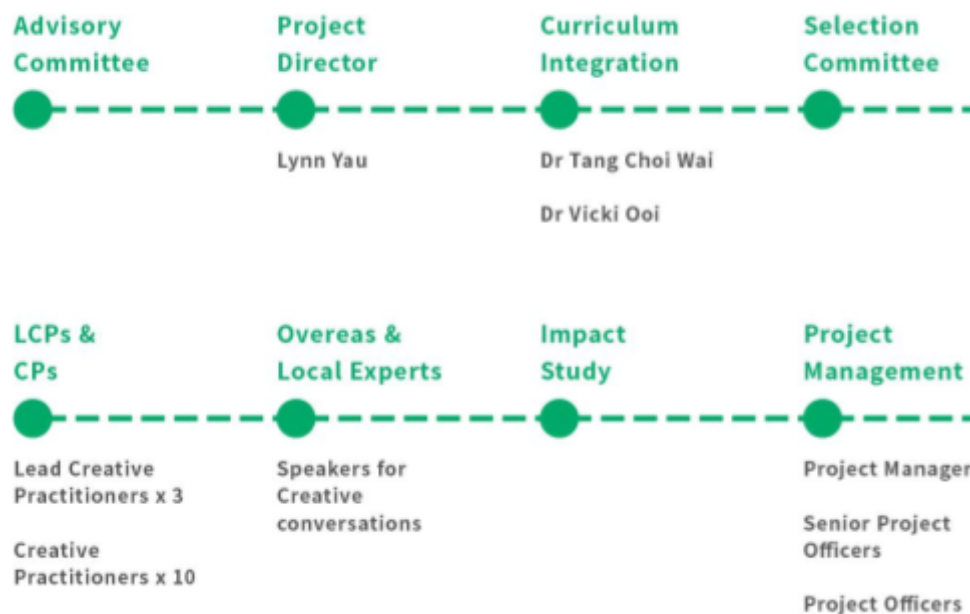 Advisory
Committee
Project
Director
Curriculum
Integration
Selection
Committee
Lynn Yau
Dr Tang Choi Wai
Dr Vicki Ooi
LCPs &
CPs
Overeas &
Local Experts
Impact
Study
Project
Management
Lead Creative
Practitioners x 3
Creative
Practitioners x 10
Speakers for
Creative
conversations
Project Manager
Senior Project
Officers
Project Officers